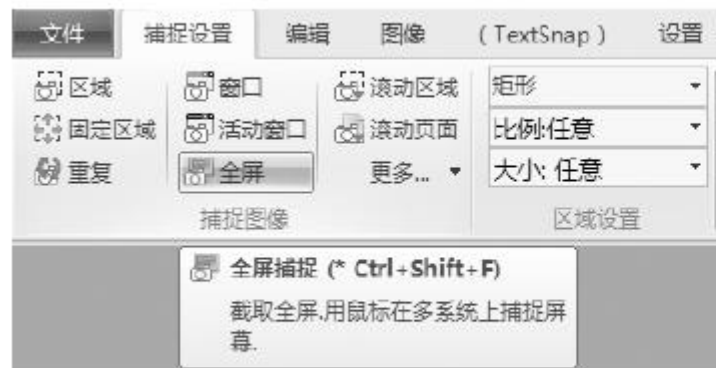 文件 捕捉设置 编辑 图像 (TextSnap) 设置
区域 窗口 滚动区域 矩形
固定区域 活动窗口 滚动页面 比例:任意
重复 全屏 更多... 大小: 任意
捕捉图像 区域设置
全屏捕捉 (* Ctrl+Shift+F)
截取全屏.用鼠标在多系统上捕捉屏
幕.